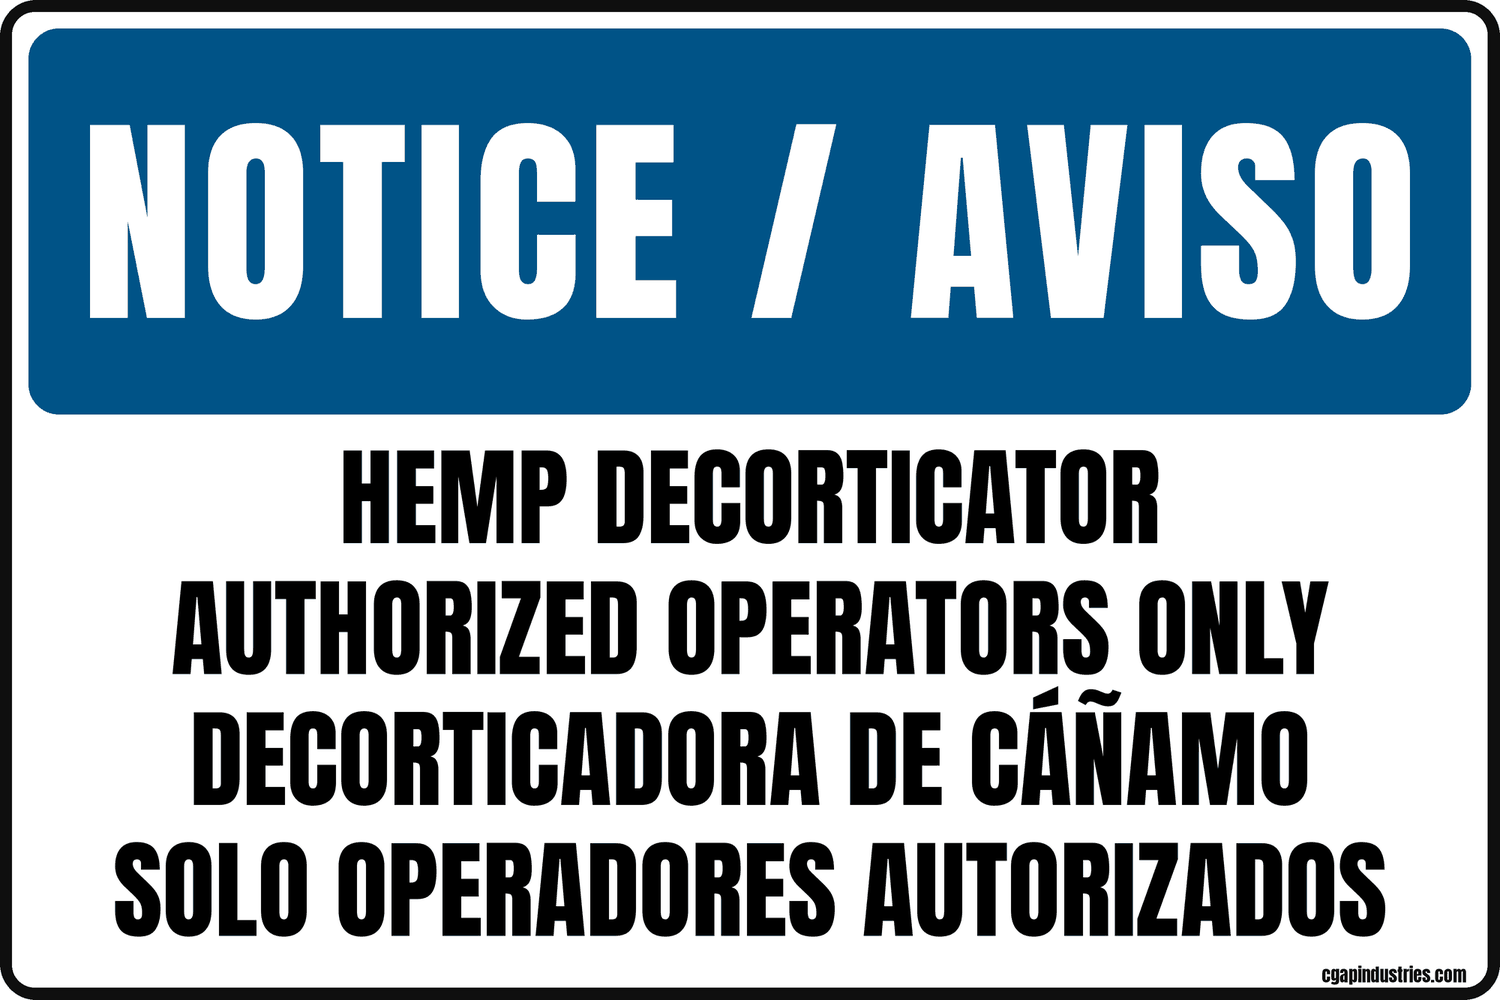 NOTICE / AVISO
HEMP DECORTICATOR
AUTHORIZED OPERATORS ONLY
DECORTICADORA DE CÁÑAMO
SOLO OPERADORES AUTORIZADOS
cgapindustries.com